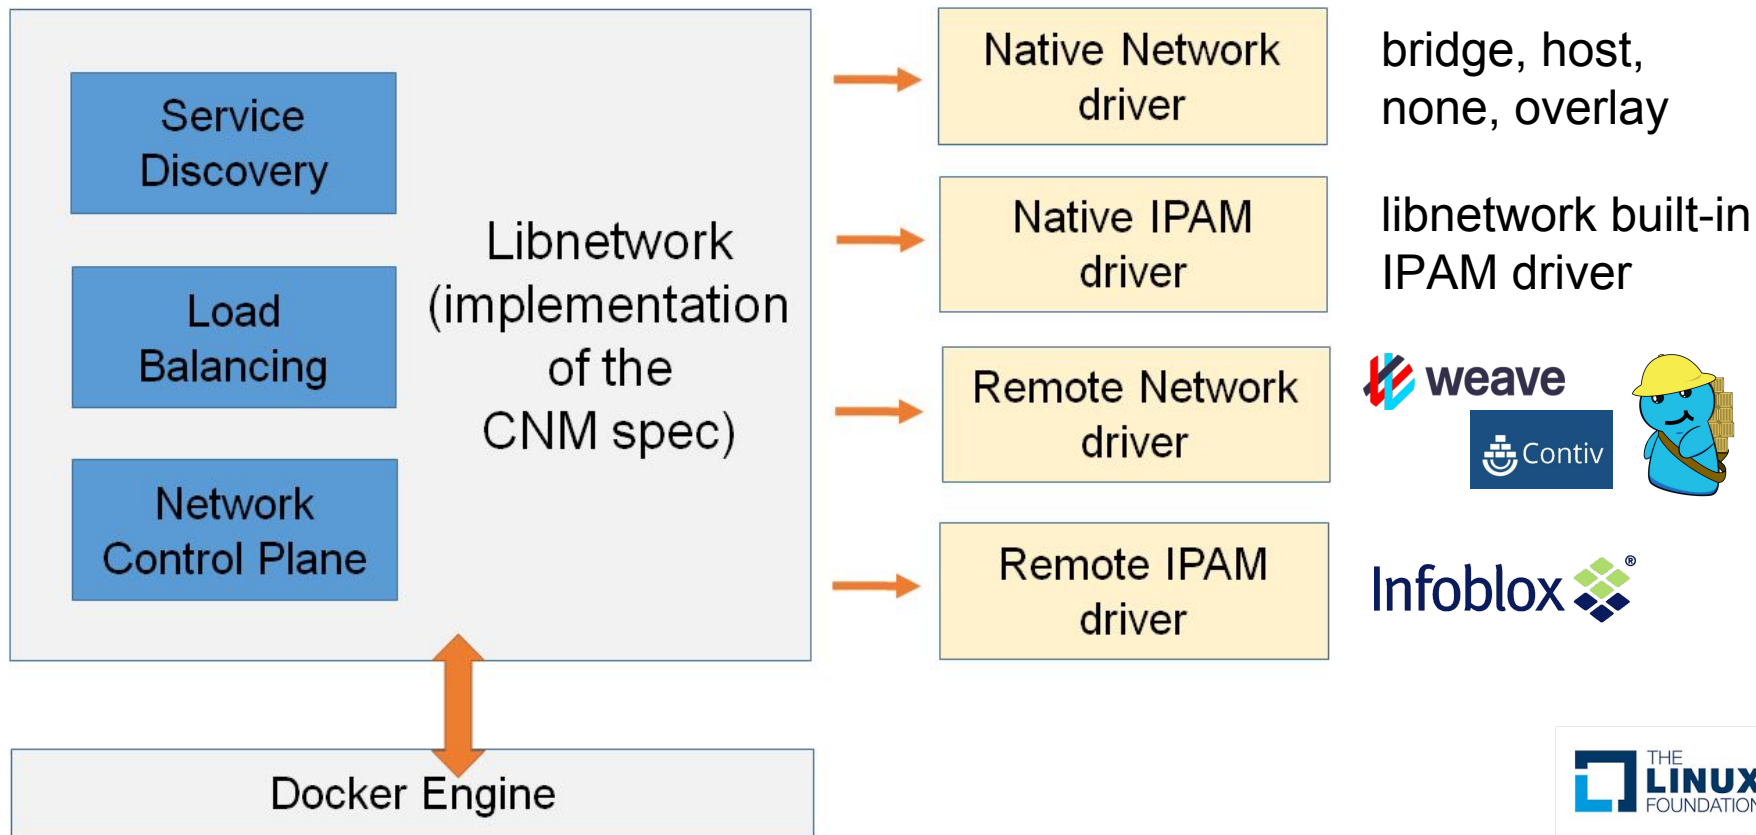 Service
Discovery
Load
Balancing
Network
Control Plane
Libnetwork
(implementation
of the
CNM spec)
Docker Engine
Native Network
driver
bridge, host,
none, overlay
Native IPAM
driver
libnetwork built-in
IPAM driver
Remote Network
driver
weave
Contiv
Remote IPAM
driver
Infoblox®
THE
LINUX
FOUNDATION